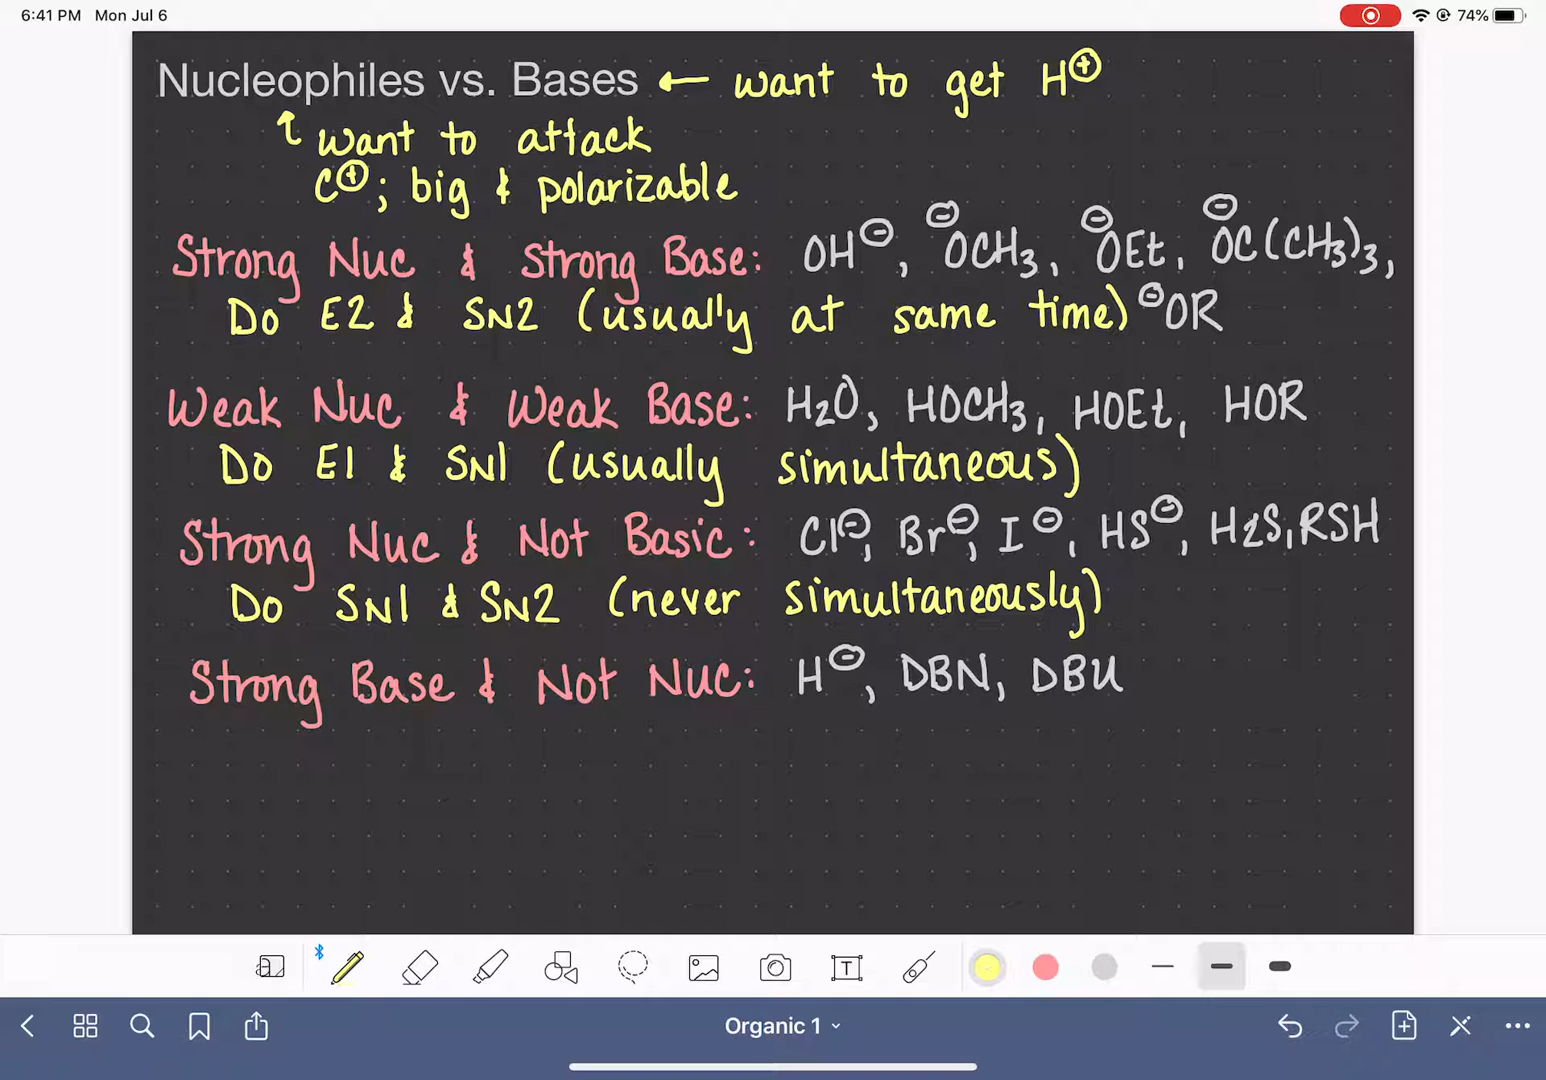 6:41 PM Mon Jul 6
74%
Nucleophiles vs. Bases ← want to get H⊕
↑ want to attack
C⊕; big & polarizable
Strong Nuc & Strong Base: OH⊖, ⊖OCH3, ⊖OEt, ⊖OC(CH3)3,
Do E2 & SN2 (usually at same time) ⊖OR
Weak Nuc & Weak Base: H2O, HOCH3, HOEt, HOR
Do E1 & SN1 (usually simultaneous)
Strong Nuc & Not Basic: Cl⊖, Br⊖, I⊖, HS⊖, H2S, RSH
Do SN1 & SN2 (never simultaneously)
Strong Base & Not Nuc: H⊖, DBN, DBU
Organic 1